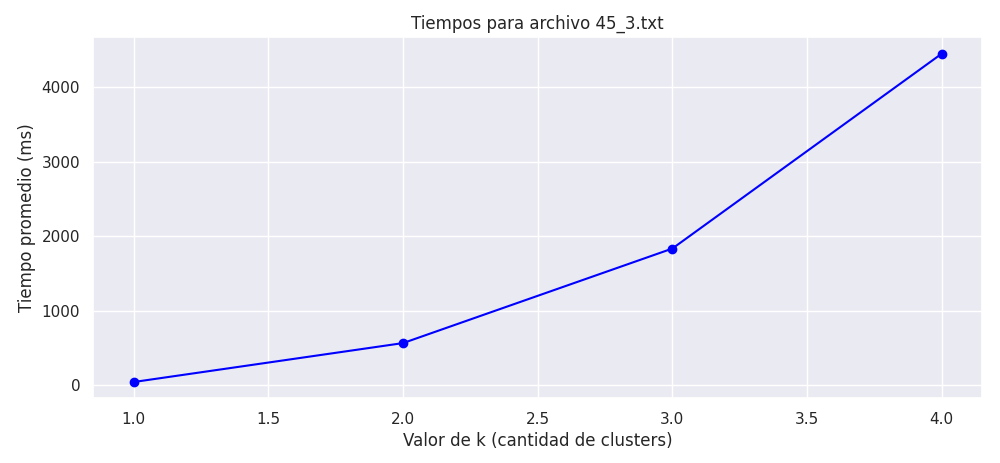 Tiempos para archivo 45_3.txt
Tiempo promedio (ms)
4000
3000
2000
1000
0
1.0 1.5 2.0 2.5 3.0 3.5 4.0
Valor de k (cantidad de clusters)